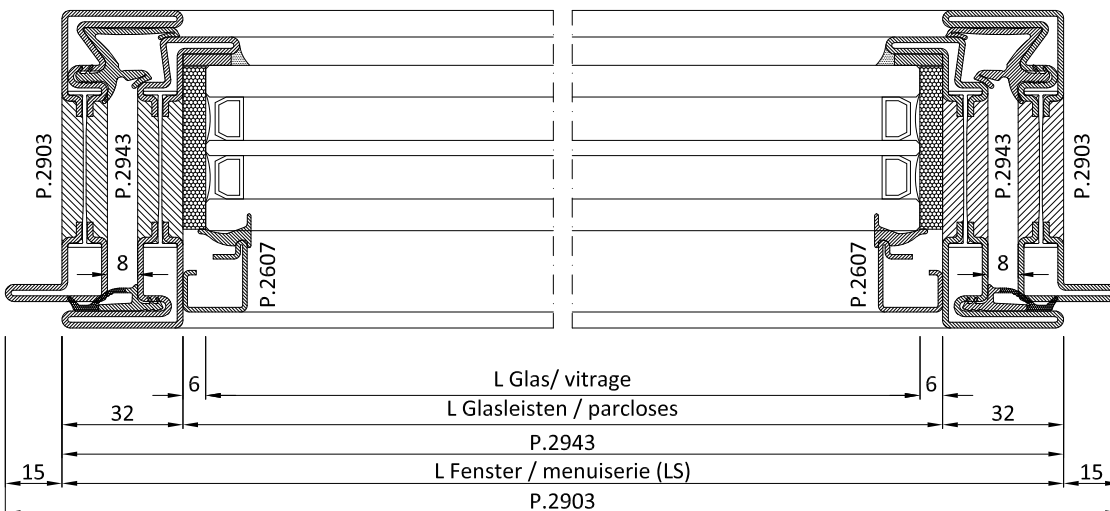 P.2903
P.2943
P.2943
P.2903
8
8
P.2607
P.2607
6
L Glas/ vitrage
6
32
L Glasleisten / parcloses
32
P.2943
15
L Fenster / menuiserie (LS)
15
P.2903